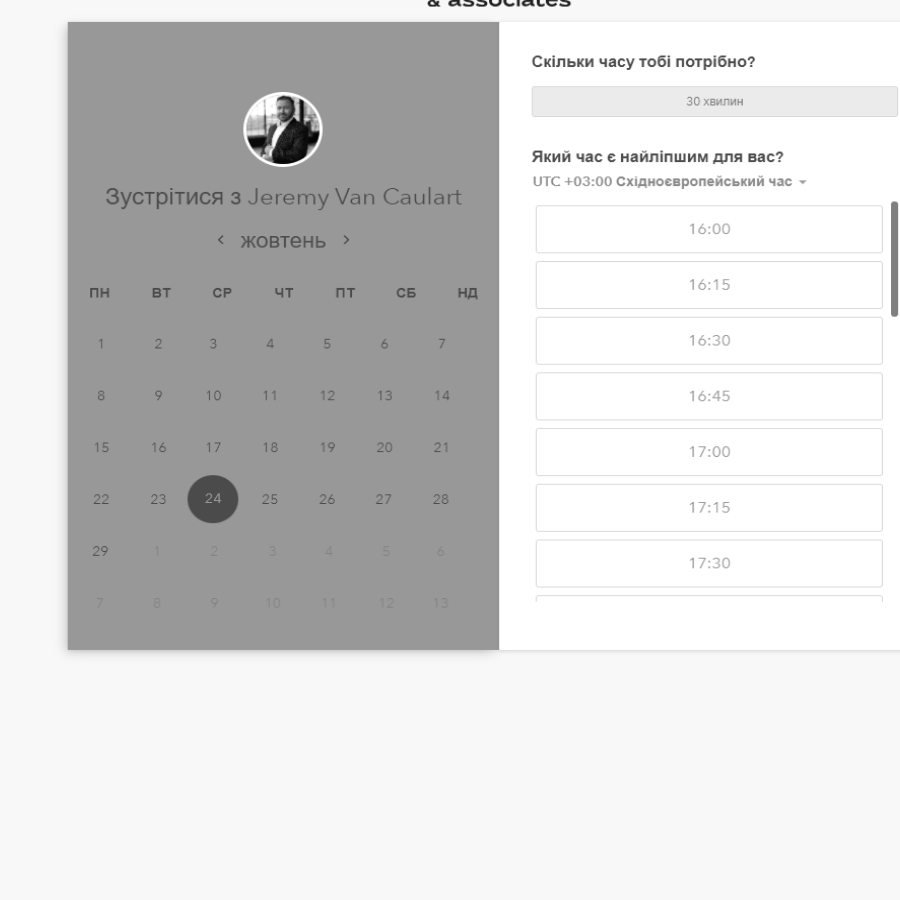 & associates
Зустрітися з Jeremy Van Caulart
жовтень
ПН ВТ СР ЧТ ПТ СБ НД
1 2 3 4 5 6 7
8 9 10 11 12 13 14
15 16 17 18 19 20 21
22 23 24 25 26 27 28
29 1 2 3 4 5 6
7 8 9 10 11 12 13
Скільки часу тобі потрібно?
30 хвилин
Який час є найліпшим для вас?
UTC +03:00 Східноєвропейський час
16:00
16:15
16:30
16:45
17:00
17:15
17:30